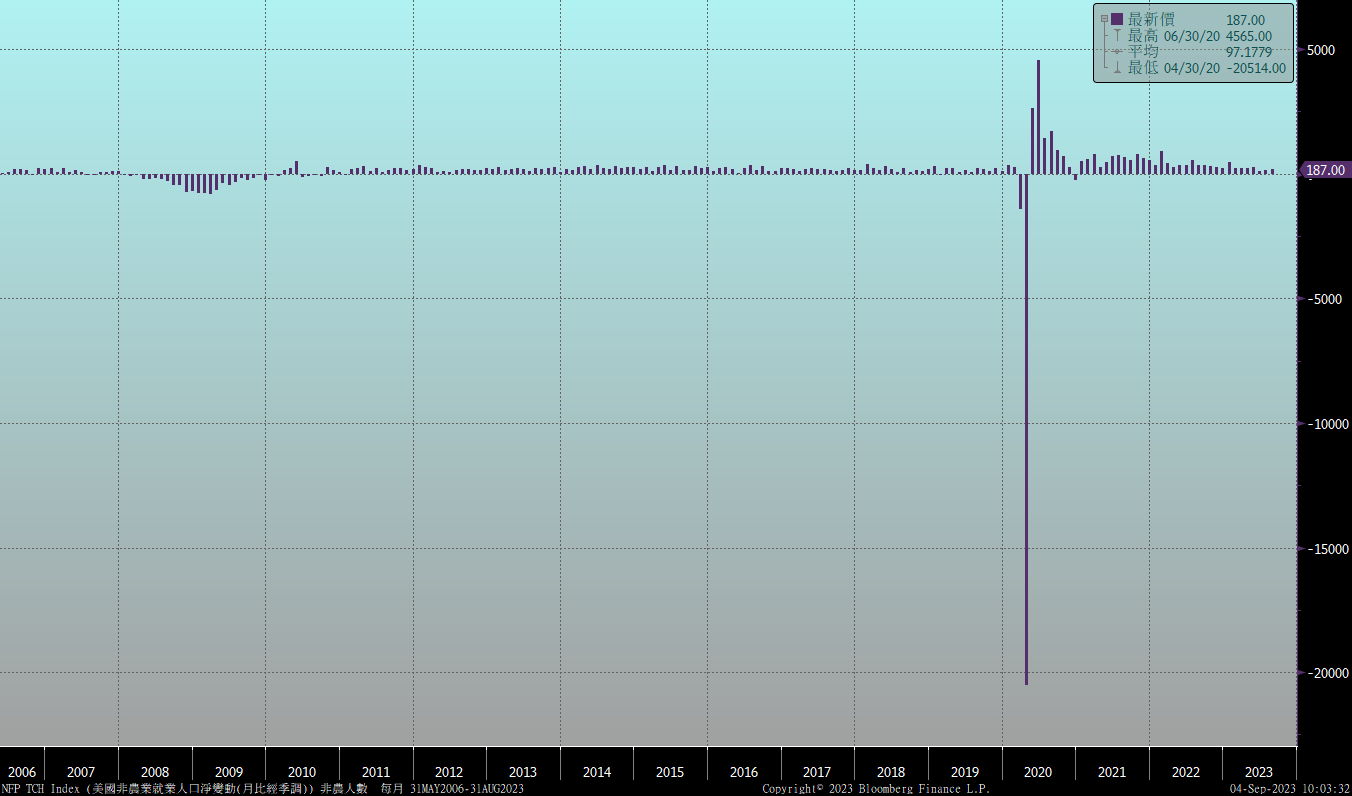 最新價 187.00
最高 06/30/20 4565.00
平均 97.1779
最低 04/30/20 -20514.00
5000
187.00
-5000
-10000
-15000
-20000
2006 2007 2008 2009 2010 2011 2012 2013 2014 2015 2016 2017 2018 2019 2020 2021 2022 2023
NFP TCH Index (美國非農業就業人口淨變動(月比經季調)) 非農人數 每月 31MAY2006-31AUG2023 Copyright© 2023 Bloomberg Finance L.P. 04-Sep-2023 10:03:32